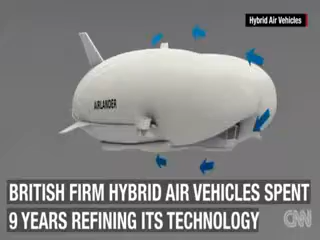 Hybrid Air Vehicles
AIRLANDER
BRITISH FIRM HYBRID AIR VEHICLES SPENT
9 YEARS REFINING ITS TECHNOLOGY
CNN